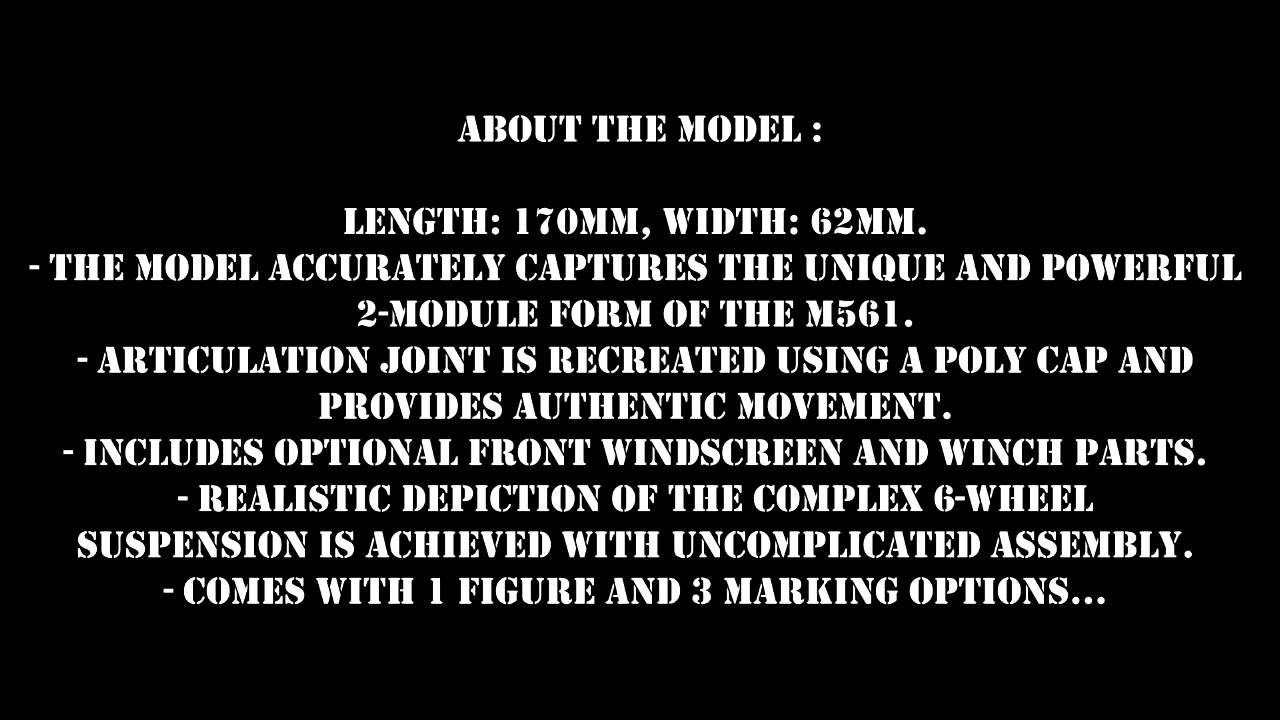 ABOUT THE MODEL :
LENGTH: 170MM, WIDTH: 62MM.
- THE MODEL ACCURATELY CAPTURES THE UNIQUE AND POWERFUL
2-MODULE FORM OF THE M561.
- ARTICULATION JOINT IS RECREATED USING A POLY CAP AND
PROVIDES AUTHENTIC MOVEMENT.
- INCLUDES OPTIONAL FRONT WINDSCREEN AND WINCH PARTS.
- REALISTIC DEPICTION OF THE COMPLEX 6-WHEEL
SUSPENSION IS ACHIEVED WITH UNCOMPLICATED ASSEMBLY.
- COMES WITH 1 FIGURE AND 3 MARKING OPTIONS...